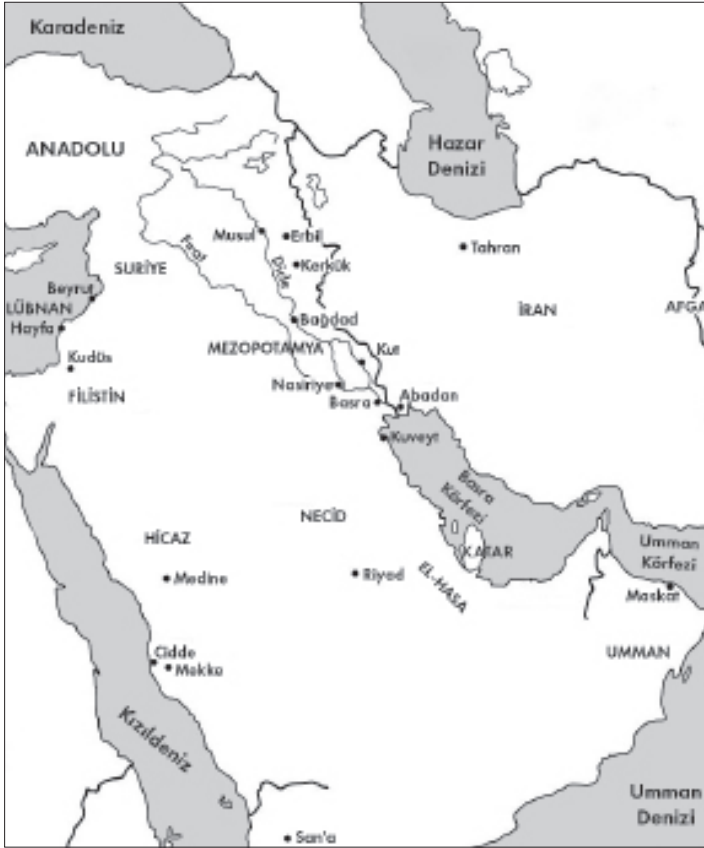 Karadeniz
ANADOLU
Hazar
Denizi
Musul
Erbil
Tahran
SURİYE
Fırat
Dicle
Kerkük
Beyrut
LÜBNAN
Hayfa
Bağdad
İRAN
AFGA
MEZOPOTAMYA
Kut
Kudüs
Nasiriye
FİLİSTİN
Basra
Abadan
Kuveyt
Basra
Körfezi
NECİD
HİCAZ
KATAR
Umman
Körfezi
Medine
Riyad
EL-HASA
Maskat
Cidde
Mekke
UMMAN
Kızıldeniz
Umman
Denizi
San'a